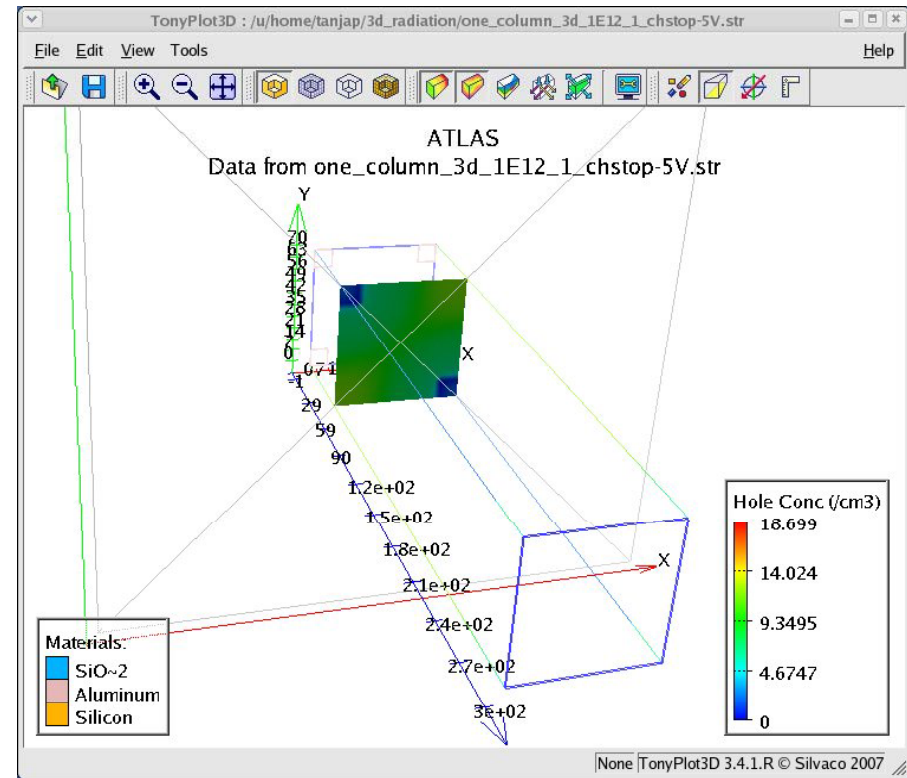 TonyPlot3D : /u/home/tanjap/3d_radiation/one_column_3d_1E12_1_chstop-5V.str
File Edit View Tools Help
ATLAS
Data from one_column_3d_1E12_1_chstop-5V.str
Y
70
63
56
49
42
35
28
21
14
7
0
X
-1
29
59
90
1.2e+02
1.5e+02
1.8e+02
2.1e+02
2.4e+02
2.7e+02
3e+02
X
Hole Conc (/cm3)
18.699
14.024
9.3495
4.6747
0
Materials:
SiO~2
Aluminum
Silicon
None TonyPlot3D 3.4.1.R © Silvaco 2007